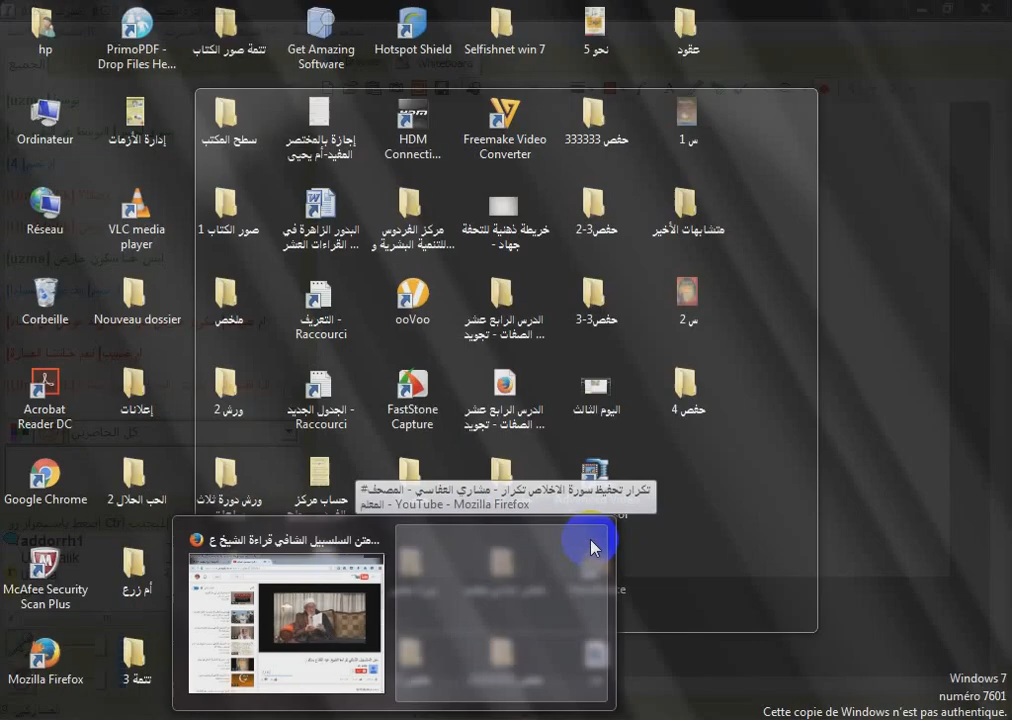 hp
PrimoPDF -
Drop Files He...
تتمة صور الكتاب
Get Amazing
Software
Hotspot Shield
Selfishnet win 7
نحو 5
عقود
Ordinateur
إدارة الأزمات
سطح المكتب
إجازة بالمختصر
المفيد-أم يحيى
HDM
Connecti...
Freemake Video
Converter
حفص 333333
س 1
Réseau
VLC media
player
صور الكتاب 1
البدور الزاهرة في
القراءات العشر ...
مركز الفردوس
للتنمية البشرية و...
خريطة ذهنية للتحفة
- جهاد
حفص3-2
متشابهات الأخير
Corbeille
Nouveau dossier
ملخص
التعريف -
Raccourci
ooVoo
الدرس الرابع عشر
الصفات - تجويد ...
حفص3-3
س 2
Acrobat
Reader DC
إعلانات
ورش 2
الجدول الجديد -
Raccourci
FastStone
Capture
الدرس الرابع عشر
الصفات - تجويد ...
اليوم الثالث
حفص 4
Google Chrome
الحب الحلال 2
ورش دورة ثلاث
حساب مركز
تكرار تحفيظ سورة الاخلاص تكرار - مشاري العفاسي - المصحف#
المعلم - YouTube - Mozilla Firefox
متن السلسبيل الشافى قراءة الشيخ ع...
addorrh1
McAfee Security
Scan Plus
أم زرع
Mozilla Firefox
تتمة 3
Windows 7
numéro 7601
Cette copie de Windows n'est pas authentique.